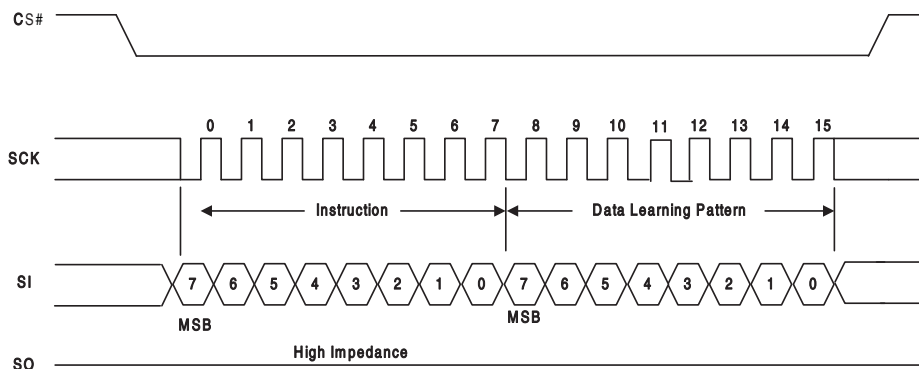 CS#
0 1 2 3 4 5 6 7 8 9 10 11 12 13 14 15
SCK
Instruction Data Learning Pattern
SI 7 6 5 4 3 2 1 0 7 6 5 4 3 2 1 0
MSB MSB
High Impedance
SO